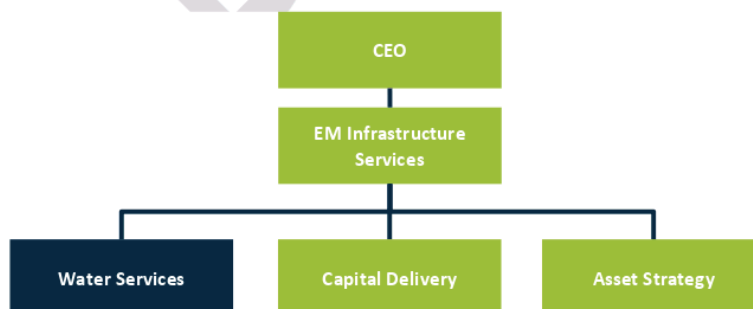 CEO
EM Infrastructure
Services
Water Services
Capital Delivery
Asset Strategy